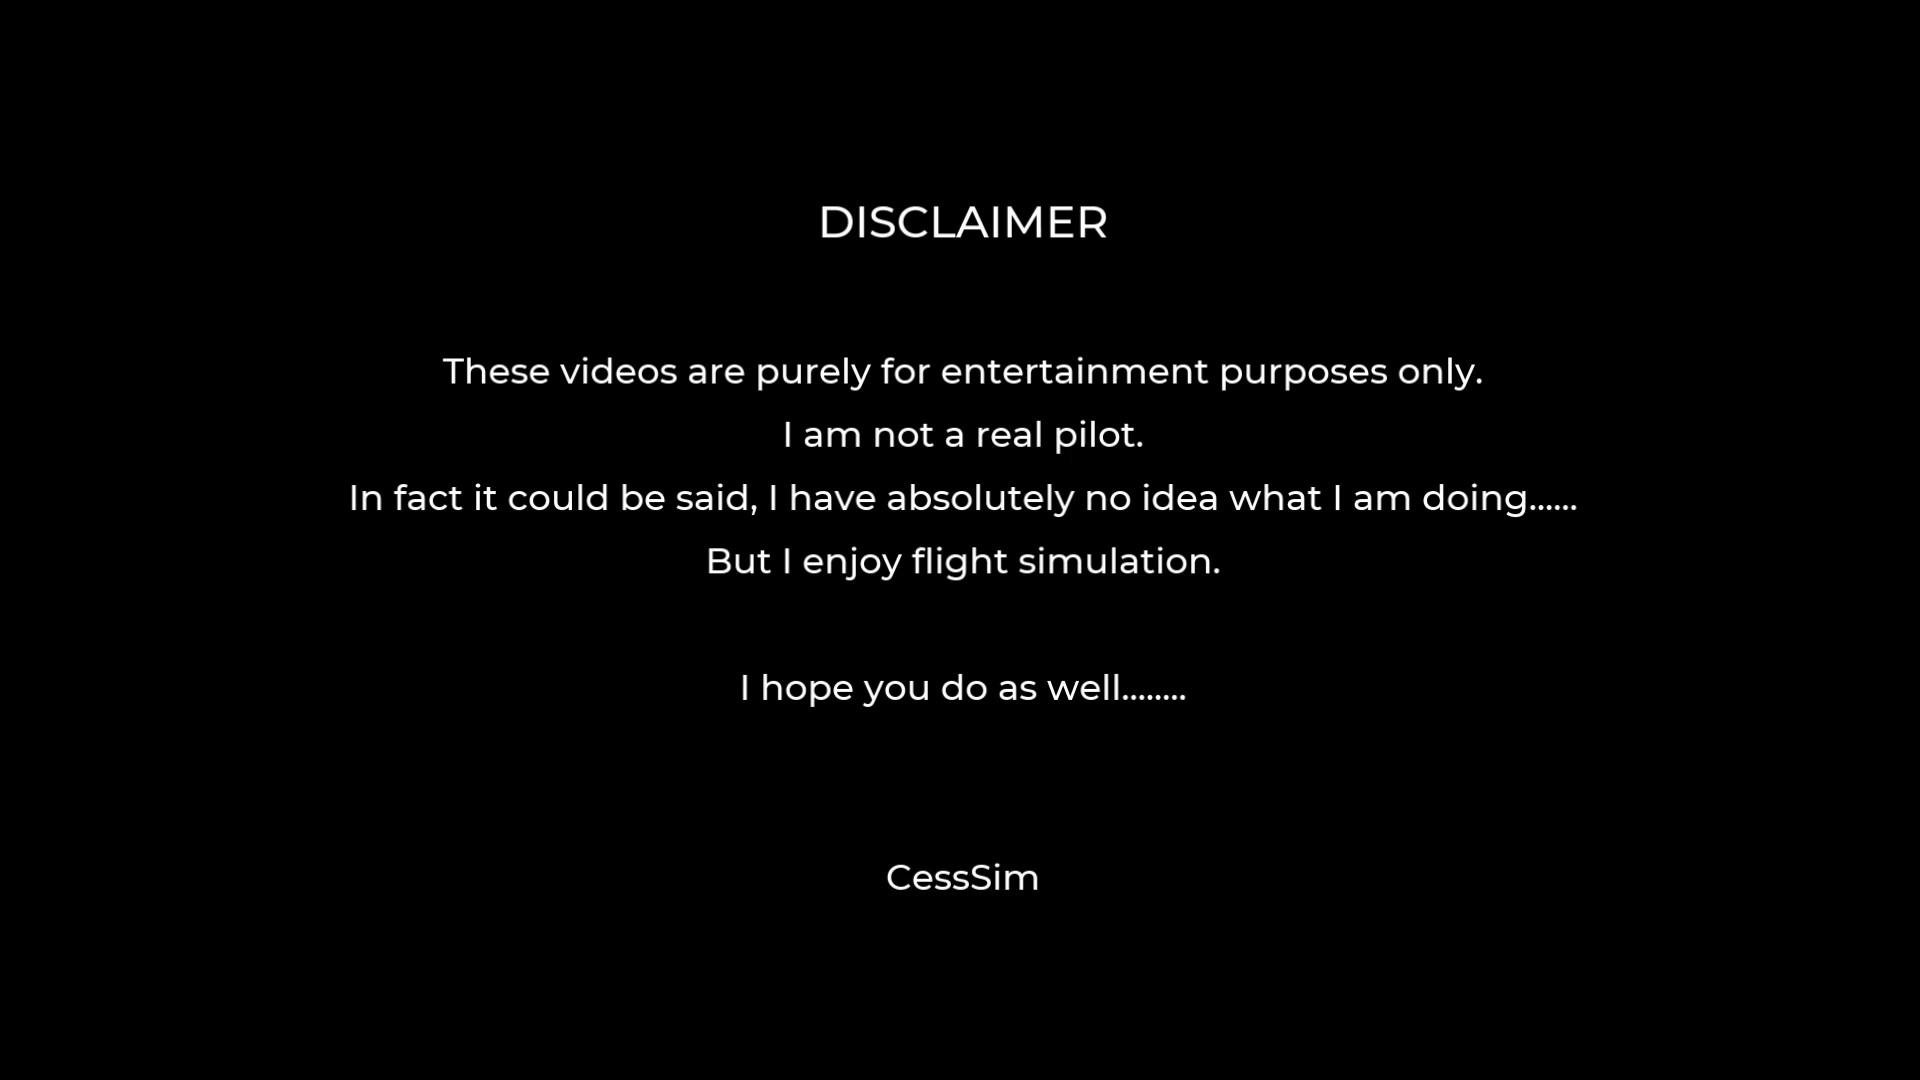 DISCLAIMER
These videos are purely for entertainment purposes only.
I am not a real pilot.
In fact it could be said, I have absolutely no idea what I am doing......
But I enjoy flight simulation.
I hope you do as well........
CessSim